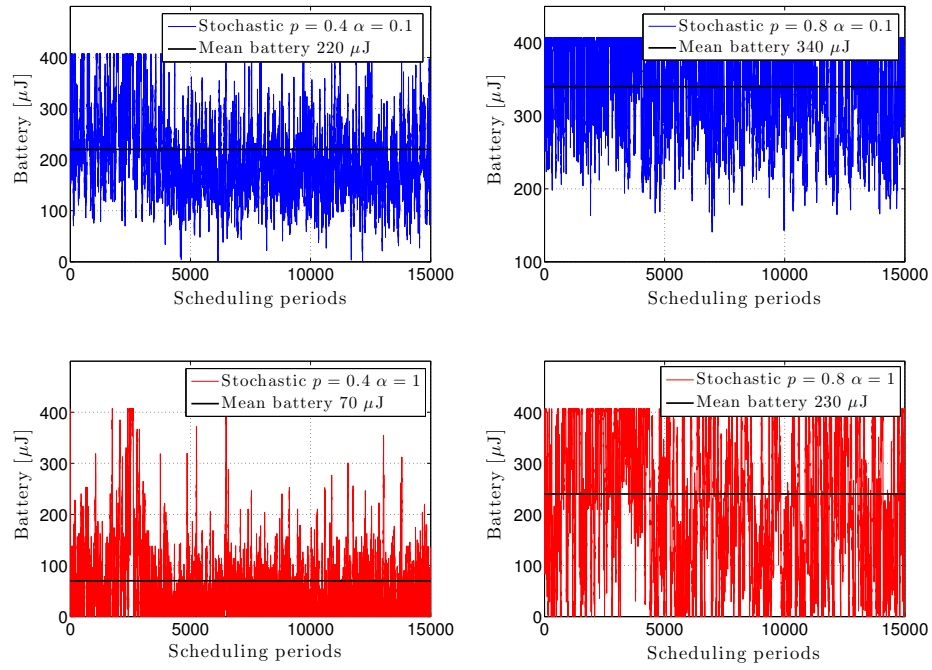 Stochastic p = 0.4 α = 0.1
Mean battery 220 μJ
Battery [μJ]
400
300
200
100
0
0 5000 10000 15000
Scheduling periods
Stochastic p = 0.8 α = 0.1
Mean battery 340 μJ
Battery [μJ]
400
300
200
100
0 5000 10000 15000
Scheduling periods
Stochastic p = 0.4 α = 1
Mean battery 70 μJ
Battery [μJ]
400
300
200
100
0
0 5000 10000 15000
Scheduling periods
Stochastic p = 0.8 α = 1
Mean battery 230 μJ
Battery [μJ]
400
300
200
100
0
0 5000 10000 15000
Scheduling periods